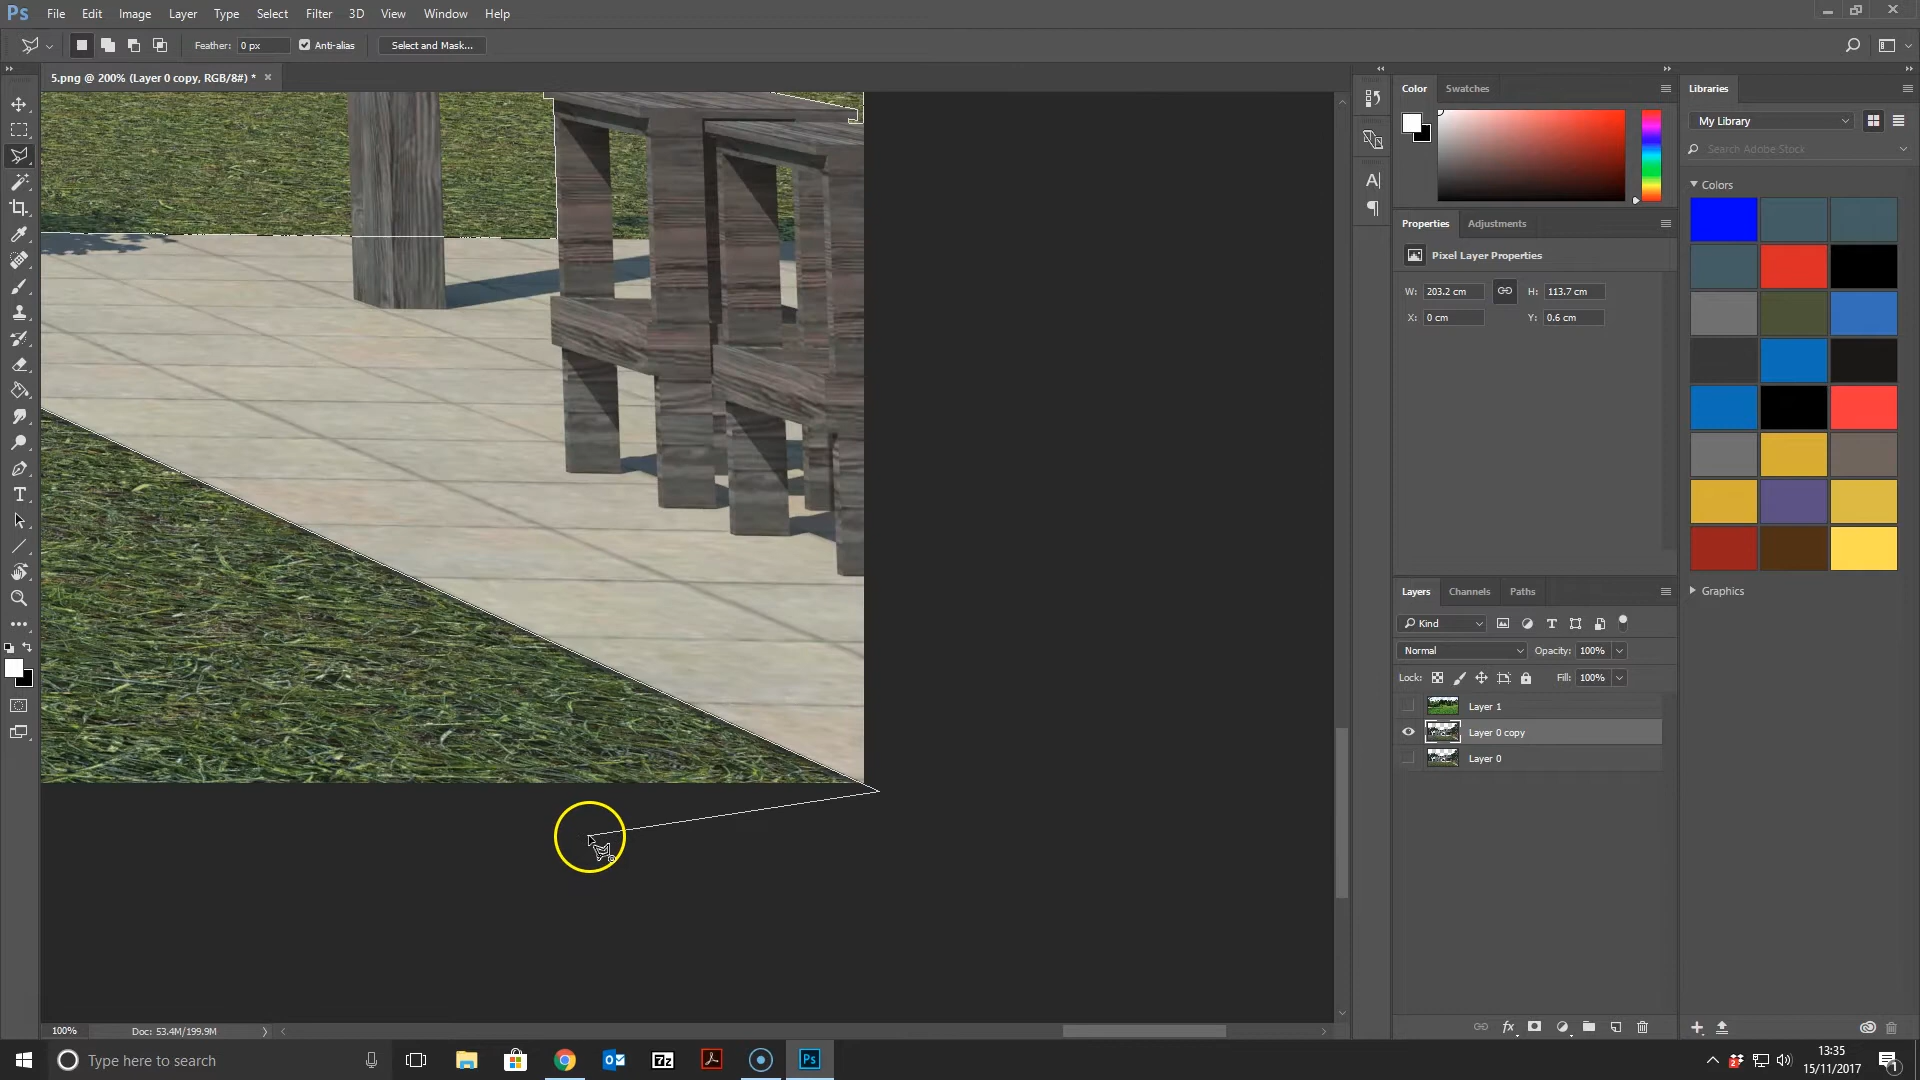 Ps File Edit Image Layer Type Select Filter 3D View Window Help
Feather: 0 px Anti-alias Select and Mask...
5.png @ 200% (Layer 0 copy, RGB/8#) * ×
Color Swatches
Libraries
My Library
Search Adobe Stock
Colors
Properties Adjustments
Pixel Layer Properties
W: 203.2 cm H: 113.7 cm
X: 0 cm Y: 0.6 cm
Graphics
Layers Channels Paths
Kind
Normal Opacity: 100%
Lock: Fill: 100%
Layer 1
Layer 0 copy
Layer 0
fx
100% Doc: 53.4M/199.9M
Type here to search
7z
Ps
13:35
15/11/2017
1